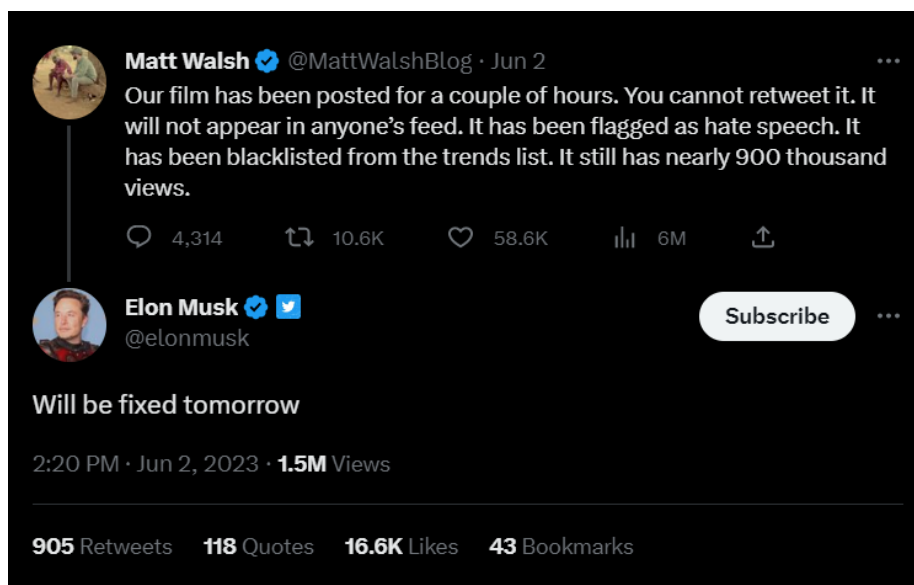 Matt Walsh @MattWalshBlog · Jun 2
Our film has been posted for a couple of hours. You cannot retweet it. It
will not appear in anyone’s feed. It has been flagged as hate speech. It
has been blacklisted from the trends list. It still has nearly 900 thousand
views.
4,314 10.6K 58.6K 6M
Elon Musk
@elonmusk
Subscribe
Will be fixed tomorrow
2:20 PM · Jun 2, 2023 · 1.5M Views
905 Retweets 118 Quotes 16.6K Likes 43 Bookmarks